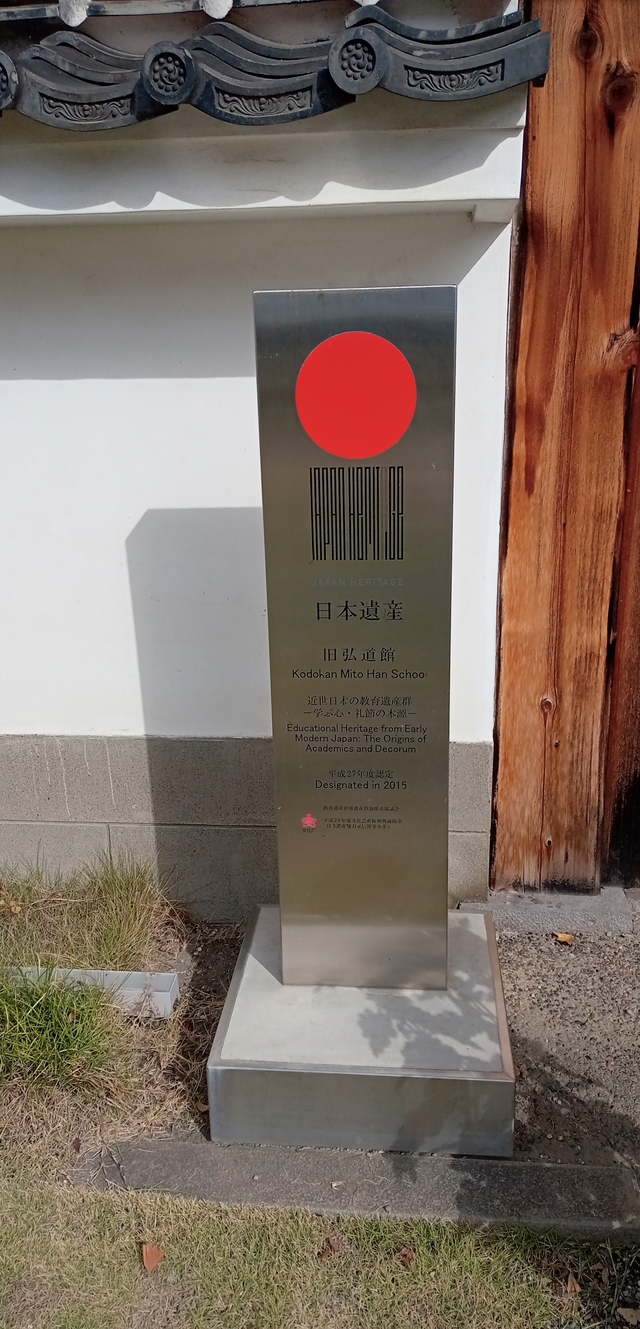 JAPAN HERITAGE
日本遺産
旧弘道館
Kodokan Mito Han School
近世日本の教育遺産群
ー学ぶ心・礼節の本源ー
Educational Heritage from Early
Modern Japan: The Origins of
Academics and Decorum
平成27年度認定
Designated in 2015